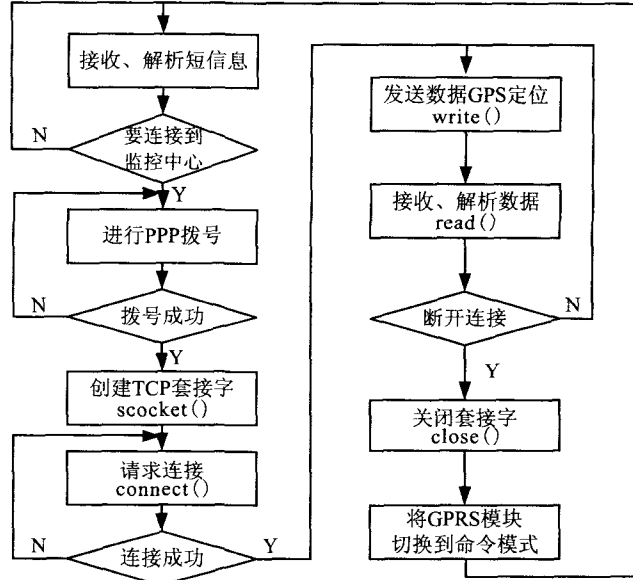 接收、解析短信息
N
要连接到
监控中心
Y
进行PPP拨号
N
拨号成功
Y
创建TCP套接字
scocket()
请求连接
connect()
N
连接成功
Y
发送数据GPS定位
write()
接收、解析数据
read()
断开连接
N
Y
关闭套接字
close()
将GPRS模块
切换到命令模式